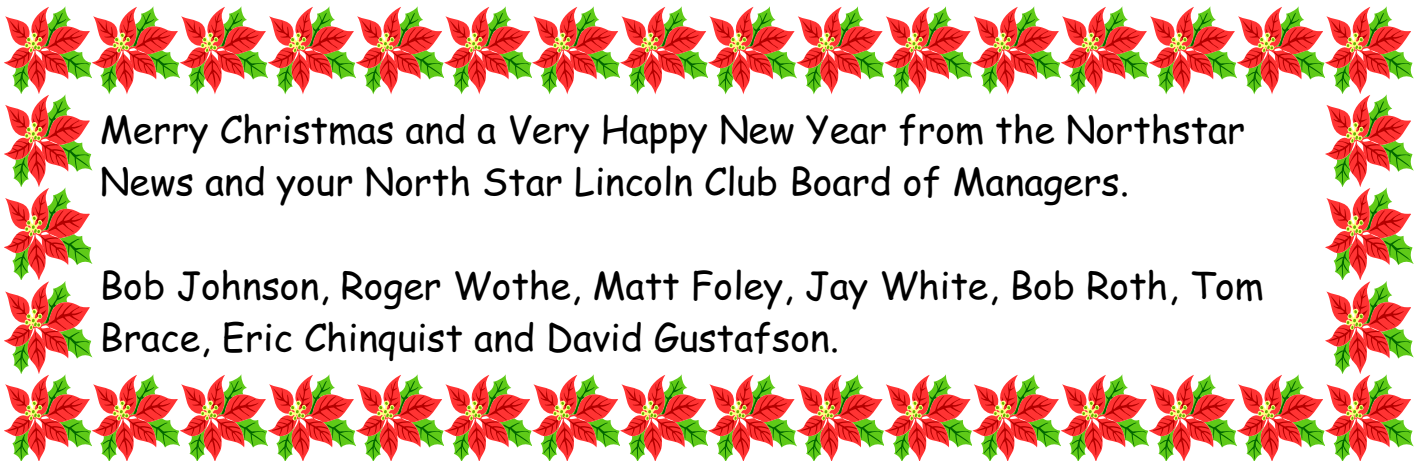 Merry Christmas and a Very Happy New Year from the Northstar
News and your North Star Lincoln Club Board of Managers.
Bob Johnson, Roger Wothe, Matt Foley, Jay White, Bob Roth, Tom
Brace, Eric Chinquist and David Gustafson.